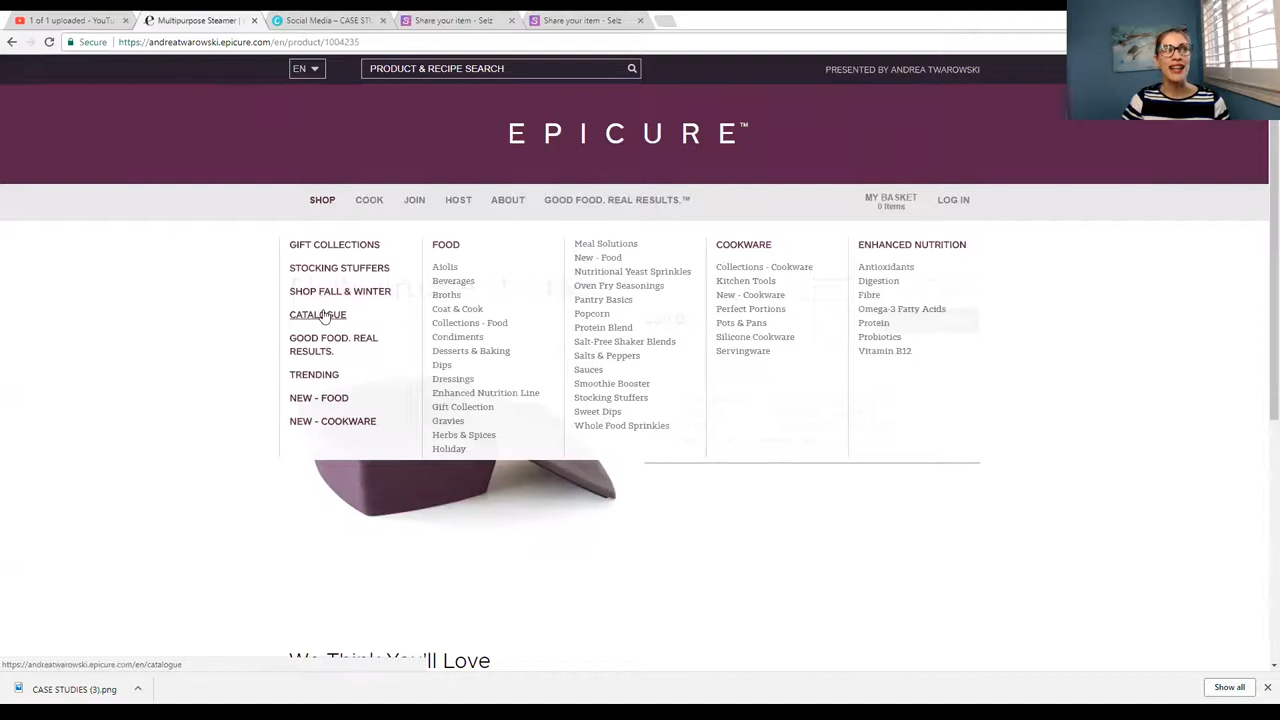 1 of 1 uploaded - YouTu
Multipurpose Steamer |
Social Media – CASE STU
Share your item - Selz
Share your item - Selz
Secure
https://andreatwarowski.epicure.com/en/product/1004235
EN
PRODUCT & RECIPE SEARCH
PRESENTED BY ANDREA TWAROWSKI
EPICURE™
SHOP
COOK
JOIN
HOST
ABOUT
GOOD FOOD. REAL RESULTS.™
MY BASKET
0 Items
LOG IN
GIFT COLLECTIONS
STOCKING STUFFERS
SHOP FALL & WINTER
CATALOGUE
GOOD FOOD. REAL
RESULTS.
TRENDING
NEW - FOOD
NEW - COOKWARE
FOOD
Aiolis
Beverages
Broths
Coat & Cook
Collections - Food
Condiments
Desserts & Baking
Dips
Dressings
Enhanced Nutrition Line
Gift Collection
Gravies
Herbs & Spices
Holiday
Meal Solutions
New - Food
Nutritional Yeast Sprinkles
Oven Fry Seasonings
Pantry Basics
Popcorn
Protein Blend
Salt-Free Shaker Blends
Salts & Peppers
Sauces
Smoothie Booster
Stocking Stuffers
Sweet Dips
Whole Food Sprinkles
COOKWARE
Collections - Cookware
Kitchen Tools
New - Cookware
Perfect Portions
Pots & Pans
Silicone Cookware
Servingware
ENHANCED NUTRITION
Antioxidants
Digestion
Fibre
Omega-3 Fatty Acids
Protein
Probiotics
Vitamin B12
We Think You'll Love
https://andreatwarowski.epicure.com/en/catalogue
CASE STUDIES (3).png
Show all